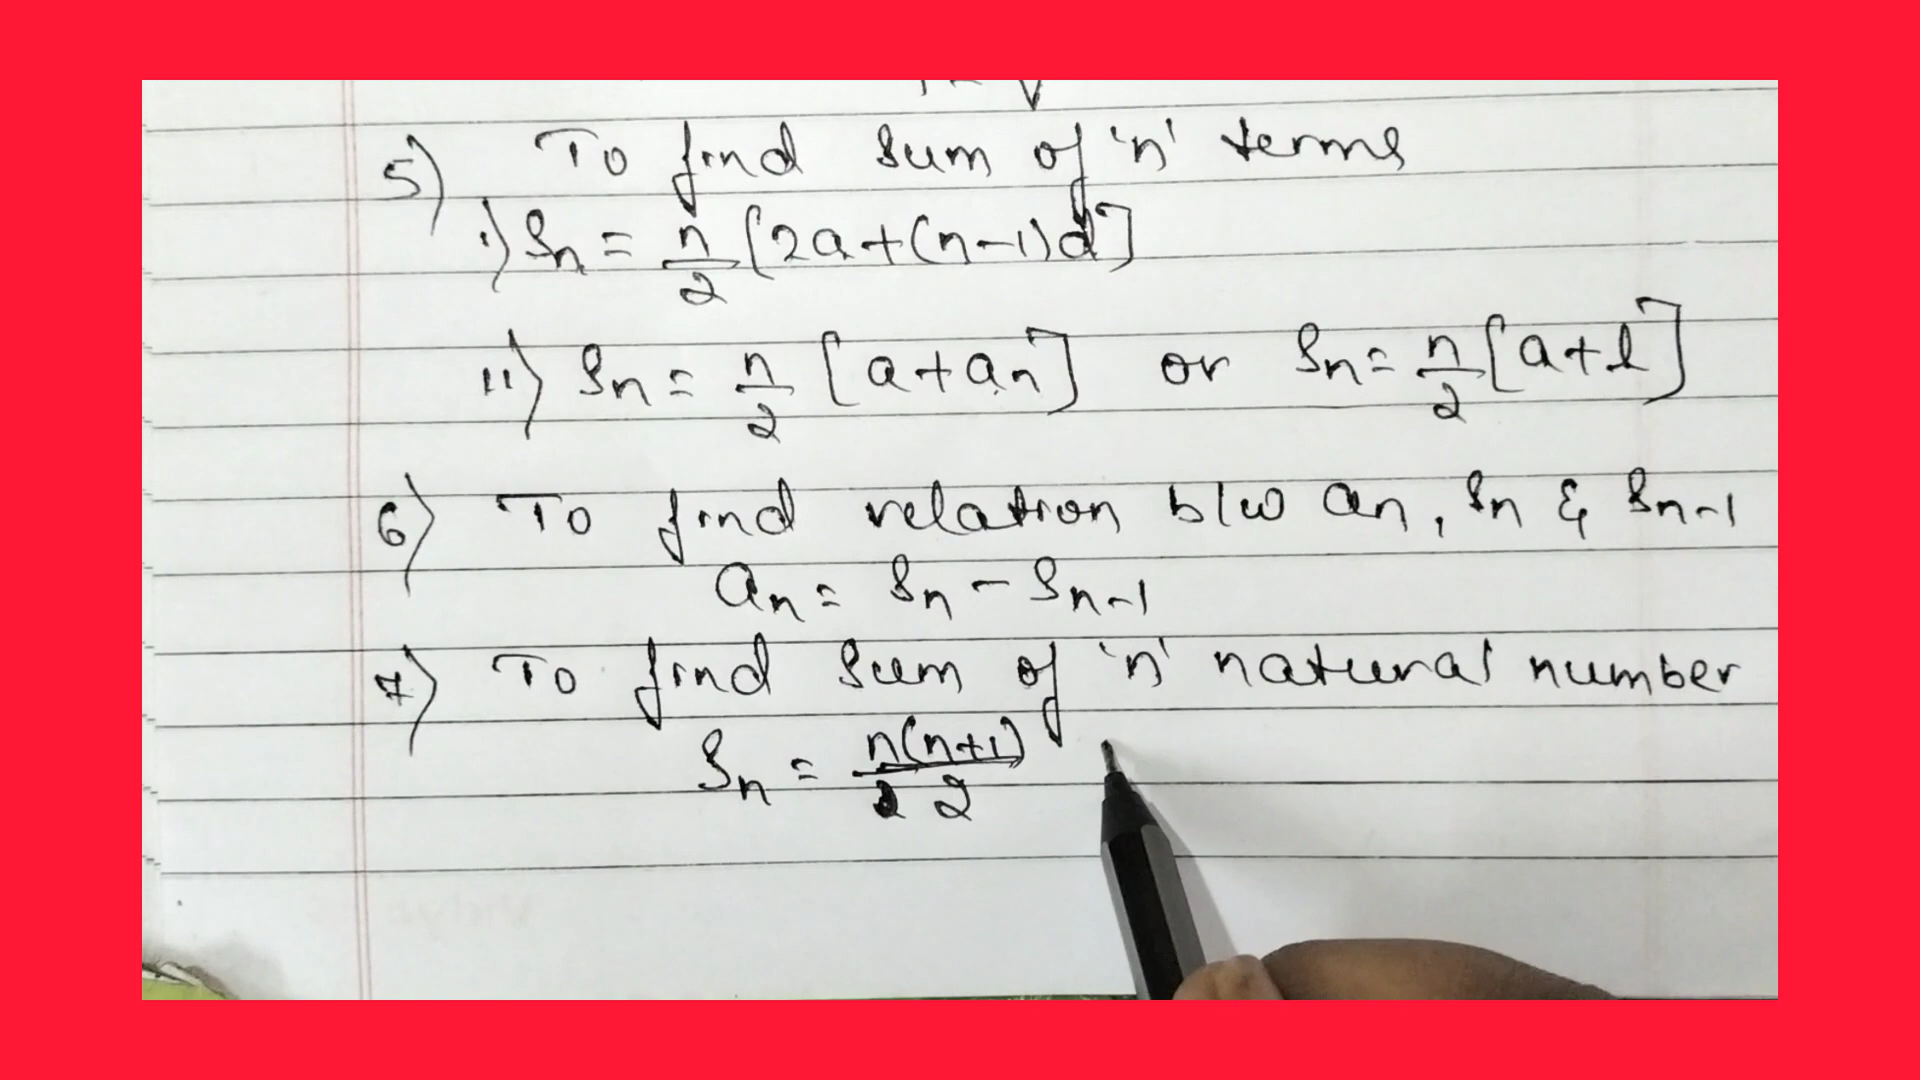 5) To find sum of 'n' terms
i) Sn = n/2 [2a+(n-1)d]
ii) Sn = n/2 [a+an] or Sn = n/2 [a+l]
6) To find relation b/w an, Sn & Sn-1
an = Sn - Sn-1
7) To find sum of 'n' natural number
Sn = n(n+1)/2